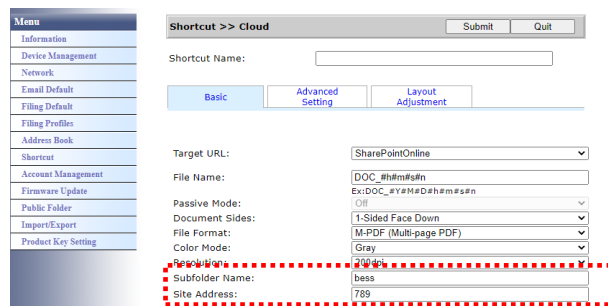 Menu
Information
Device Management
Network
Email Default
Filing Default
Filing Profiles
Address Book
Shortcut
Account Management
Firmware Update
Public Folder
Import/Export
Product Key Setting
Shortcut >> Cloud
Submit
Quit
Shortcut Name:
Basic
Advanced
Setting
Layout
Adjustment
Target URL: SharePointOnline
File Name: DOC_#h#m#s#n
Ex:DOC_#Y#M#D#h#m#s#n
Passive Mode: Off
Document Sides: 1-Sided Face Down
File Format: M-PDF (Multi-page PDF)
Color Mode: Gray
Resolution: 200dpi
Subfolder Name: bess
Site Address: 789